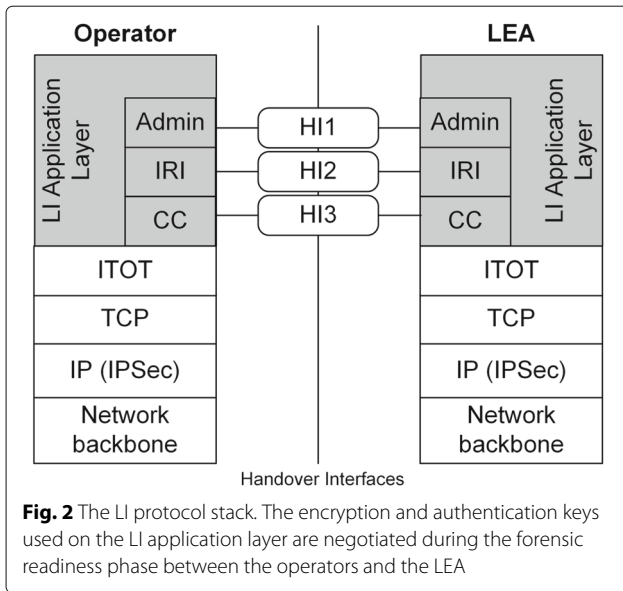 Operator
LEA
LI Application
Layer
Admin
IRI
CC
HI1
HI2
HI3
Admin
IRI
CC
LI Application
Layer
ITOT
TCP
IP (IPSec)
Network
backbone
ITOT
TCP
IP (IPSec)
Network
backbone
Handover Interfaces
Fig. 2 The LI protocol stack. The encryption and authentication keys
used on the LI application layer are negotiated during the forensic
readiness phase between the operators and the LEA